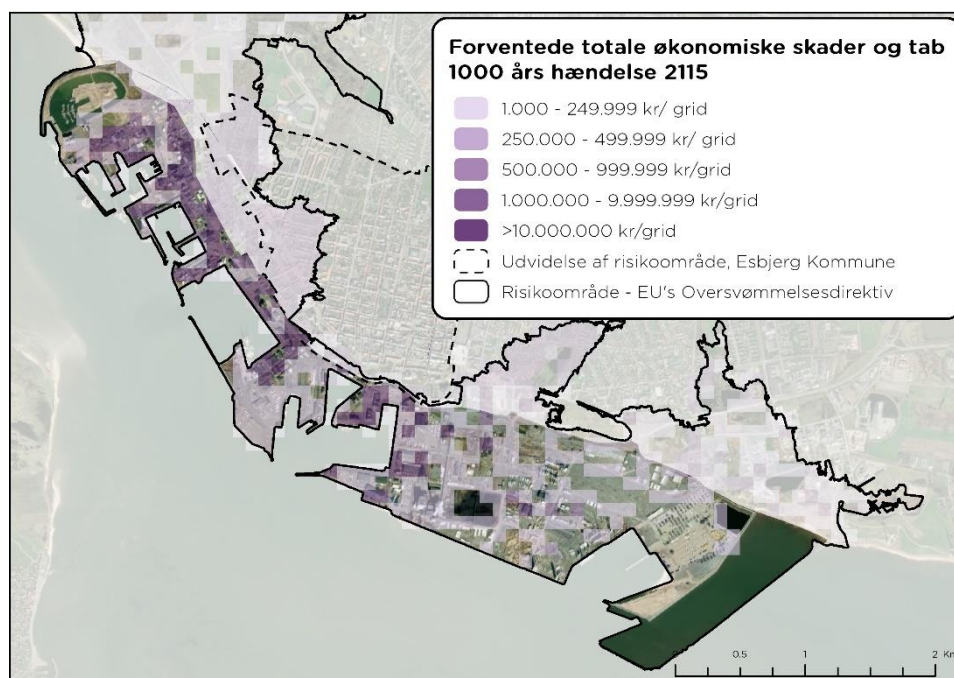 Forventede totale økonomiske skader og tab
1000 års hændelse 2115
1.000 - 249.999 kr/ grid
250.000 - 499.999 kr/ grid
500.000 - 999.999 kr/grid
1.000.000 - 9.999.999 kr/grid
>10.000.000 kr/grid
Udvidelse af risikoområde, Esbjerg Kommune
Risikoområde - EU's Oversvømmelsesdirektiv
0.5 1 2 Km